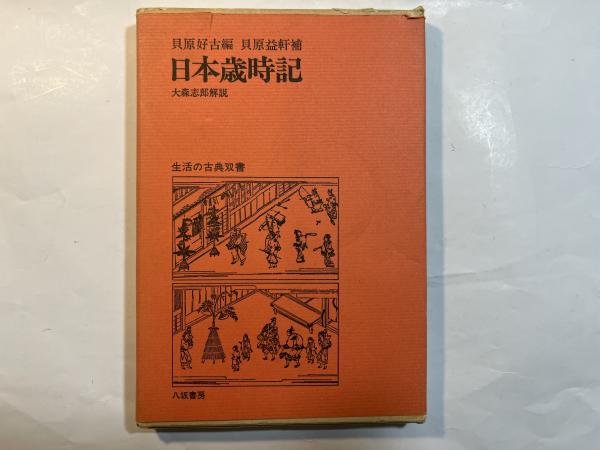 貝原好古編 貝原益軒補
日本歳時記
大森志郎解説
生活の古典双書
八坂書房